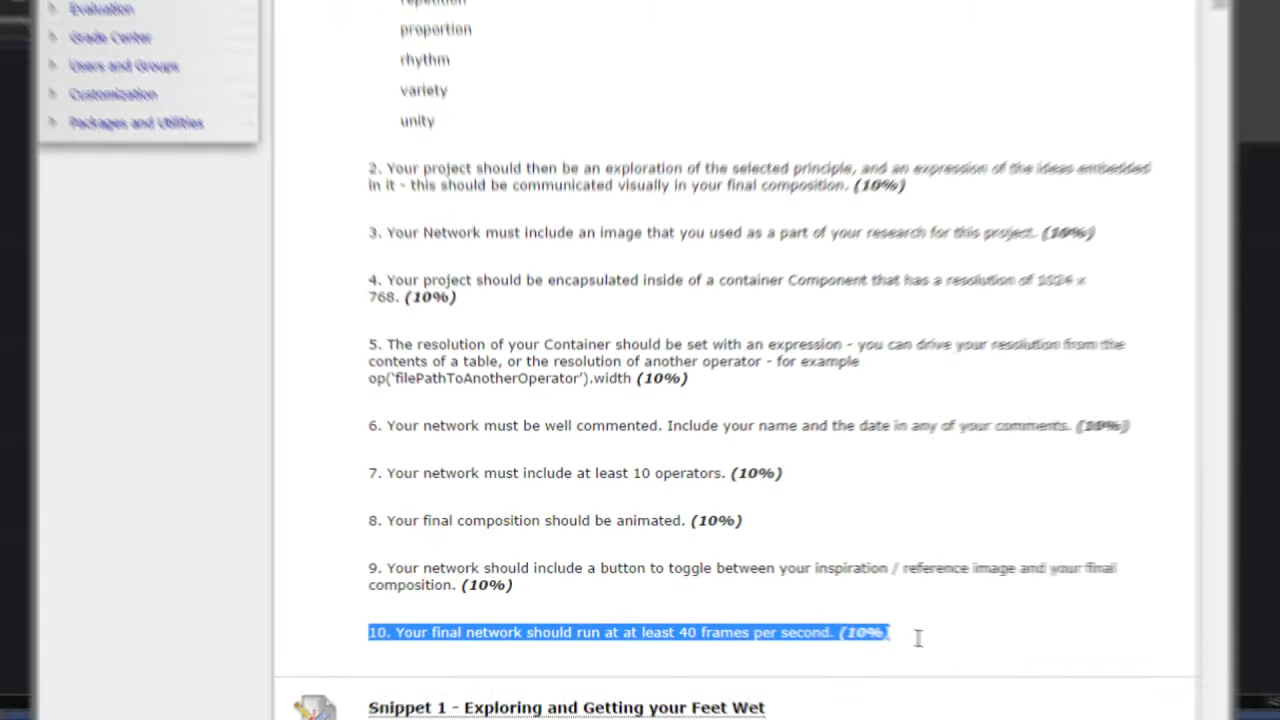 Evaluation
Grade Center
Users and Groups
Customization
Packages and Utilities
repetition
proportion
rhythm
variety
unity
2. Your project should then be an exploration of the selected principle, and an expression of the ideas embedded
in it - this should be communicated visually in your final composition. (10%)
3. Your Network must include an image that you used as a part of your research for this project. (10%)
4. Your project should be encapsulated inside of a container Component that has a resolution of 1024 x
768. (10%)
5. The resolution of your Container should be set with an expression - you can drive your resolution from the
contents of a table, or the resolution of another operator - for example
op('filePathToAnotherOperator').width (10%)
6. Your network must be well commented. Include your name and the date in any of your comments. (10%)
7. Your network must include at least 10 operators. (10%)
8. Your final composition should be animated. (10%)
9. Your network should include a button to toggle between your inspiration / reference image and your final
composition. (10%)
10. Your final network should run at at least 40 frames per second. (10%)
Snippet 1 - Exploring and Getting your Feet Wet